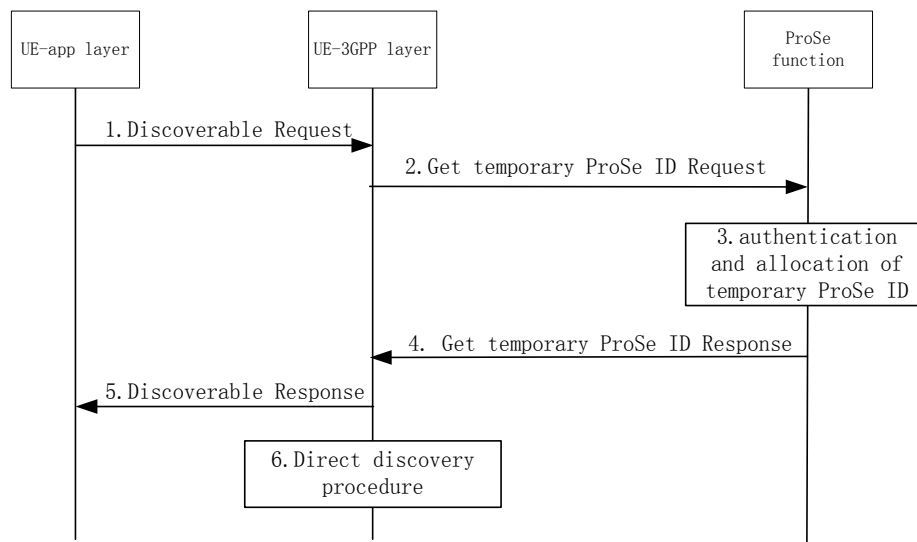 UE-app layer
UE-3GPP layer
ProSe
function
1.Discoverable Request
2.Get temporary ProSe ID Request
3.authentication
and allocation of
temporary ProSe ID
4. Get temporary ProSe ID Response
5.Discoverable Response
6.Direct discovery
procedure